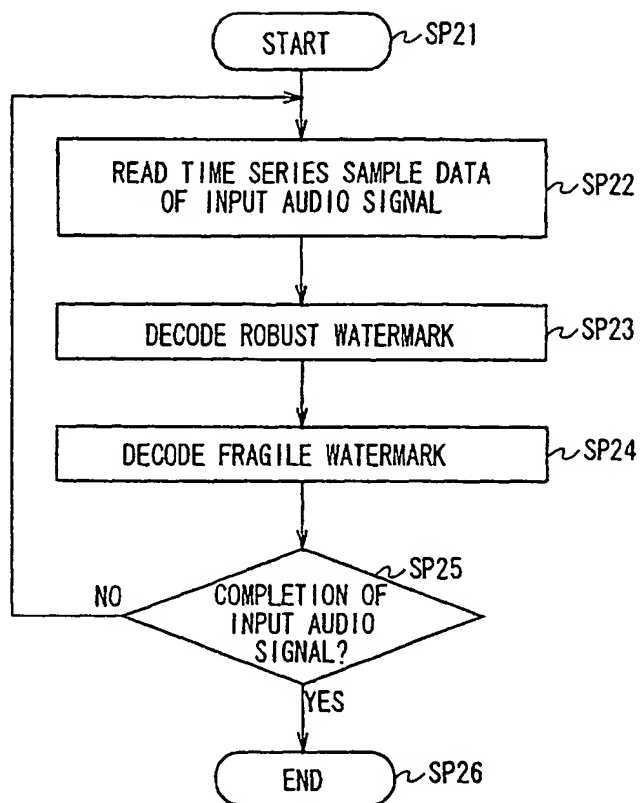 START
SP21
READ TIME SERIES SAMPLE DATA
OF INPUT AUDIO SIGNAL
SP22
DECODE ROBUST WATERMARK
SP23
DECODE FRAGILE WATERMARK
SP24
SP25
NO
COMPLETION OF
INPUT AUDIO
SIGNAL?
YES
END
SP26